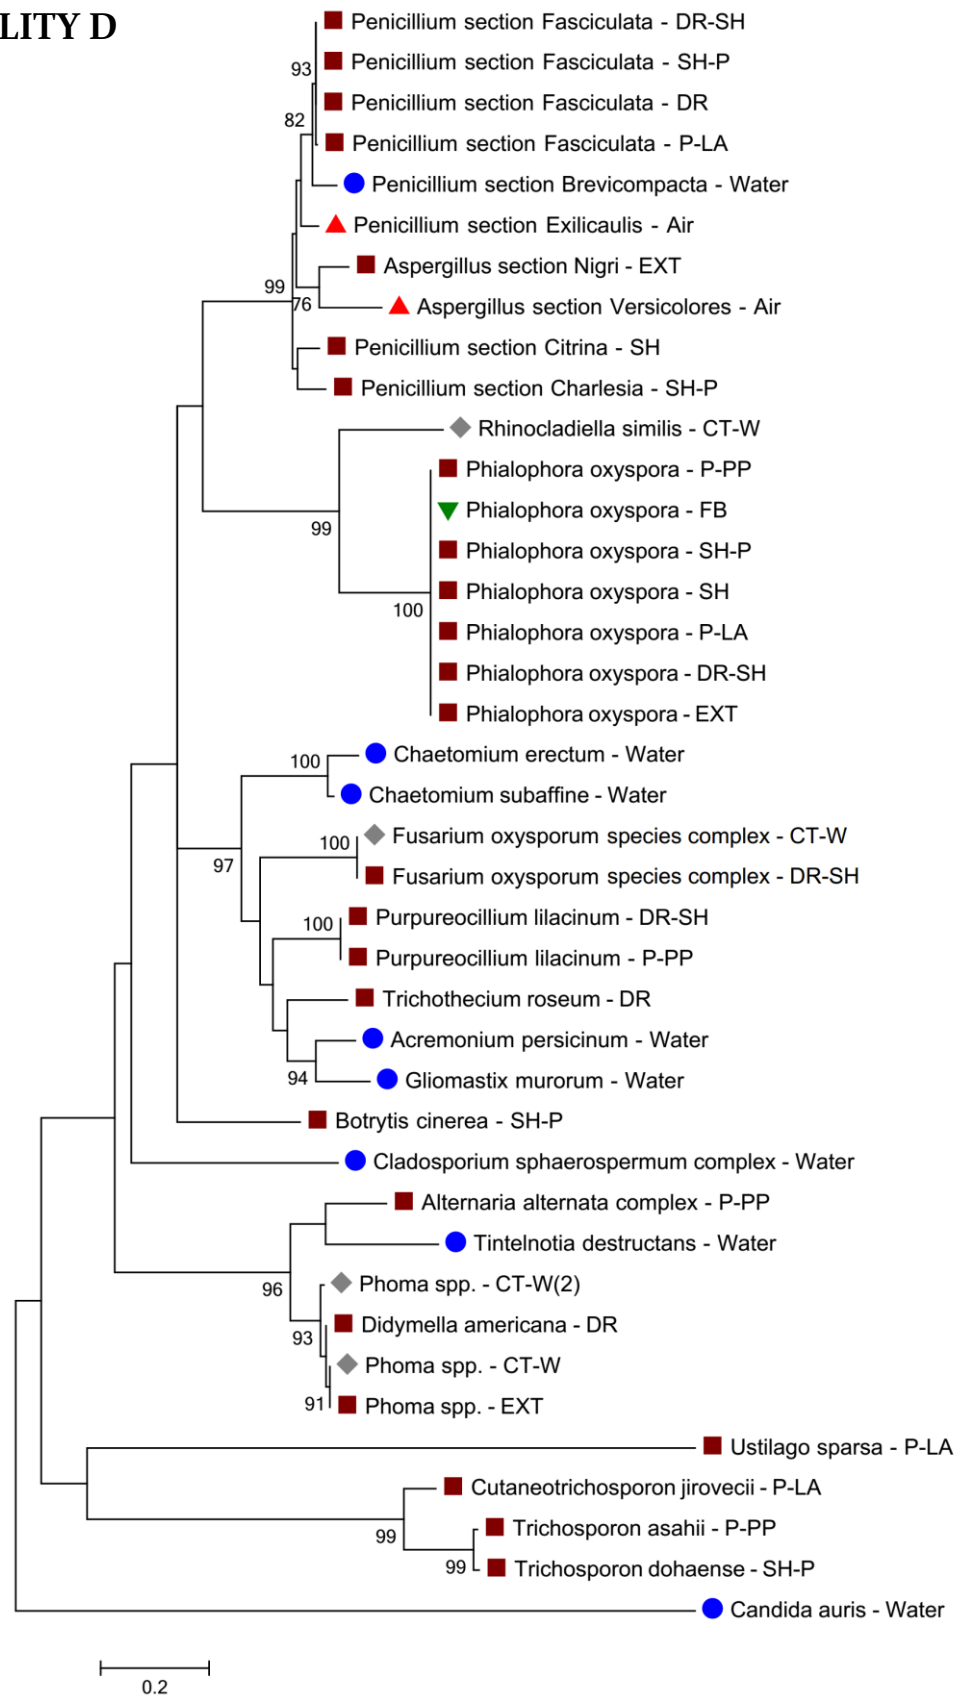 LITY D
Penicillium section Fasciculata - DR-SH
93
Penicillium section Fasciculata - SH-P
Penicillium section Fasciculata - DR
82
Penicillium section Fasciculata - P-LA
Penicillium section Brevicompacta - Water
Penicillium section Exilicaulis - Air
Aspergillus section Nigri - EXT
99
76
Aspergillus section Versicolores - Air
Penicillium section Citrina - SH
Penicillium section Charlesia - SH-P
Rhinocladiella similis - CT-W
Phialophora oxyspora - P-PP
Phialophora oxyspora - FB
99
Phialophora oxyspora - SH-P
Phialophora oxyspora - SH
100
Phialophora oxyspora - P-LA
Phialophora oxyspora - DR-SH
Phialophora oxyspora - EXT
Chaetomium erectum - Water
100
Chaetomium subaffine - Water
Fusarium oxysporum species complex - CT-W
100
97
Fusarium oxysporum species complex - DR-SH
Purpureocillium lilacinum - DR-SH
100
Purpureocillium lilacinum - P-PP
Trichothecium roseum - DR
Acremonium persicinum - Water
94
Gliomastix murorum - Water
Botrytis cinerea - SH-P
Cladosporium sphaerospermum complex - Water
Alternaria alternata complex - P-PP
Tintelnotia destructans - Water
96
Phoma spp. - CT-W(2)
Didymella americana - DR
93
Phoma spp. - CT-W
91
Phoma spp. - EXT
Ustilago sparsa - P-LA
Cutaneotrichosporon jirovecii - P-LA
Trichosporon asahii - P-PP
99
99
Trichosporon dohaense - SH-P
Candida auris - Water
0.2